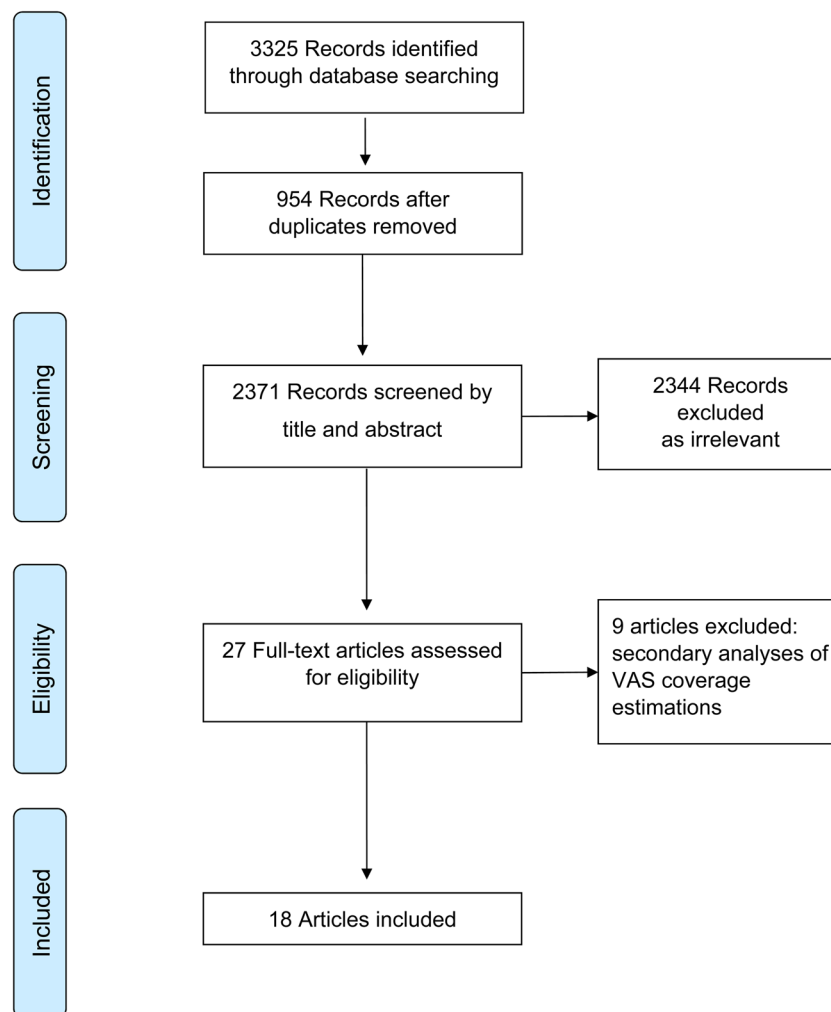 Identification
3325 Records identified
through database searching
954 Records after
duplicates removed
Screening
2371 Records screened by
title and abstract
2344 Records
excluded
as irrelevant
Eligibility
27 Full-text articles assessed
for eligibility
9 articles excluded:
secondary analyses of
VAS coverage
estimations
Included
18 Articles included